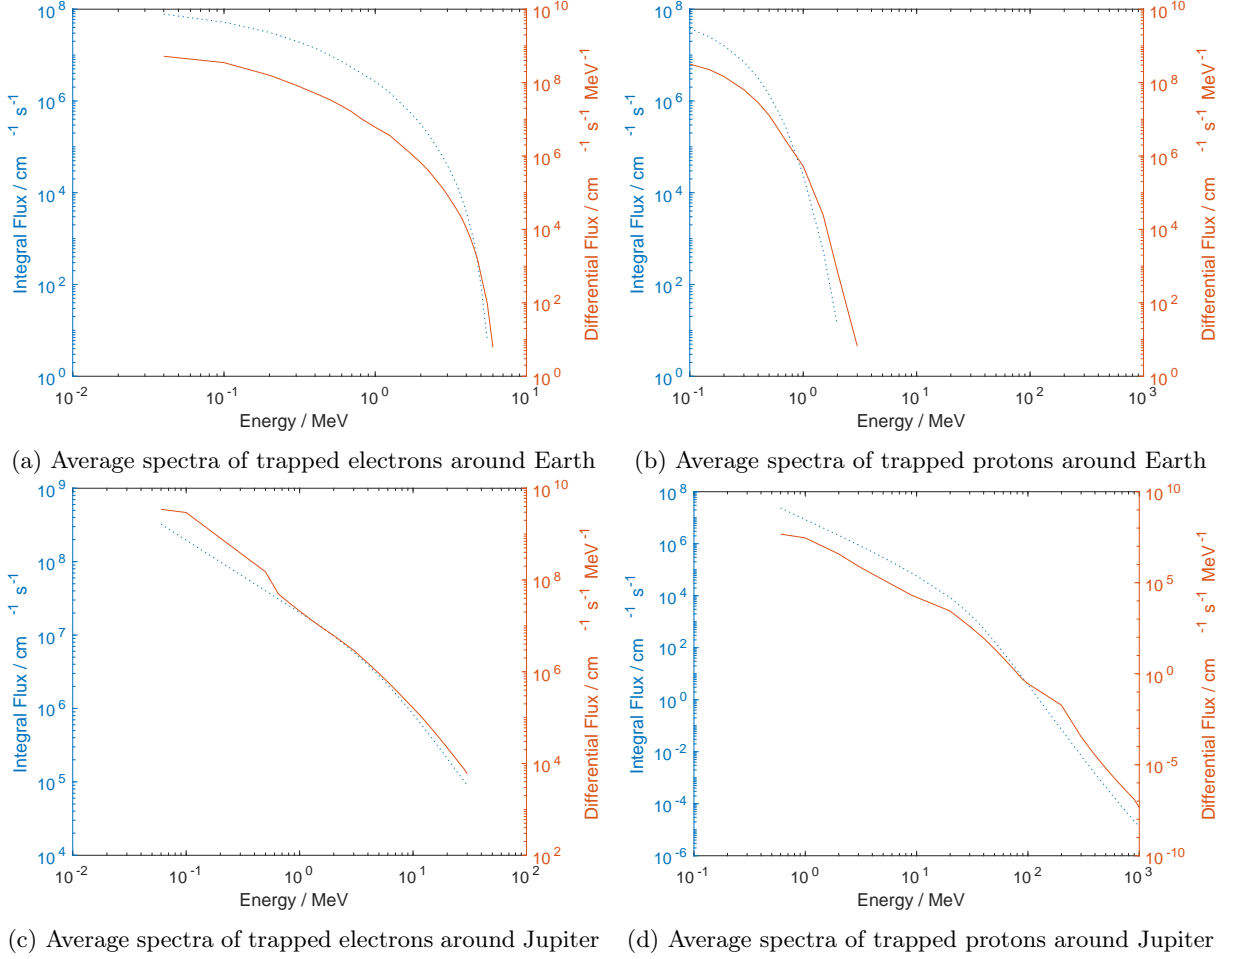 10^8
10^6
10^4
10^2
10^0
Integral Flux / cm^-1 s^-1
10^10
10^8
10^6
10^4
10^2
10^0
Differential Flux / cm^-1 s^-1 MeV^-1
10^-2 10^-1 10^0 10^1
Energy / MeV
(a) Average spectra of trapped electrons around Earth
10^8
10^6
10^4
10^2
10^0
Integral Flux / cm^-1 s^-1
10^10
10^8
10^6
10^4
10^2
10^0
Differential Flux / cm^-1 s^-1 MeV^-1
10^-1 10^0 10^1 10^2 10^3
Energy / MeV
(b) Average spectra of trapped protons around Earth
10^9
10^8
10^7
10^6
10^5
10^4
Integral Flux / cm^-1 s^-1
10^10
10^8
10^6
10^4
10^2
Differential Flux / cm^-1 s^-1 MeV^-1
10^-2 10^-1 10^0 10^1 10^2
Energy / MeV
(c) Average spectra of trapped electrons around Jupiter
10^8
10^6
10^4
10^2
10^0
10^-2
10^-4
10^-6
Integral Flux / cm^-1 s^-1
10^10
10^5
10^0
10^-5
10^-10
Differential Flux / cm^-1 s^-1 MeV^-1
10^-1 10^0 10^1 10^2 10^3
Energy / MeV
(d) Average spectra of trapped protons around Jupiter